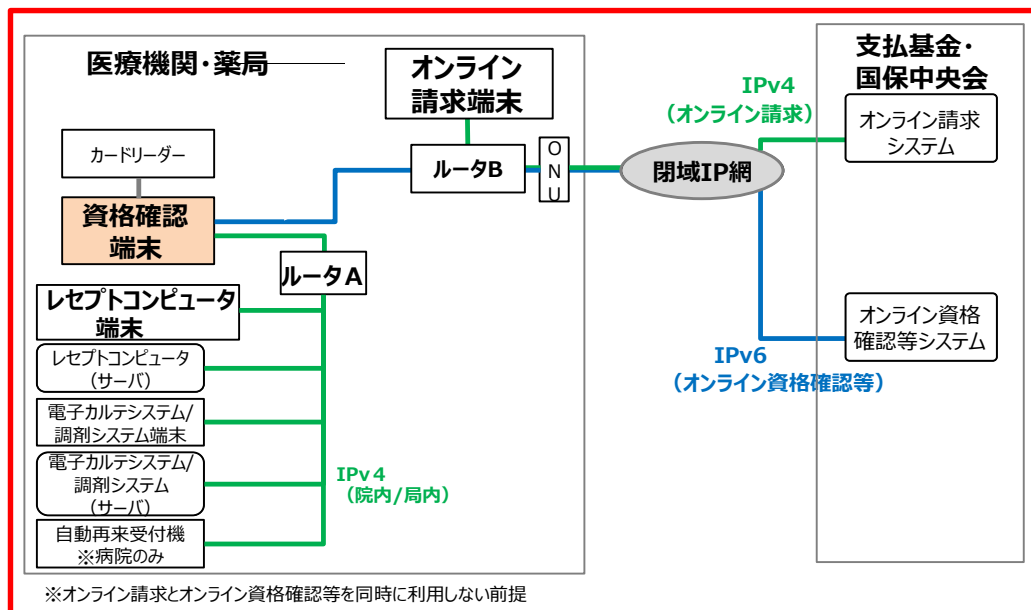 医療機関・薬局
オンライン
請求端末
カードリーダー
ルータB
O
N
U
資格確認
端末
ルータA
レセプトコンピュータ
端末
レセプトコンピュータ
(サーバ)
電子カルテシステム/
調剤システム端末
電子カルテシステム/
調剤システム
(サーバ)
自動再来受付機
※病院のみ
IPv4
(院内/局内)
IPv4
(オンライン請求)
閉域IP網
IPv6
(オンライン資格確認等)
支払基金・
国保中央会
オンライン請求
システム
オンライン資格
確認等システム
※オンライン請求とオンライン資格確認等を同時に利用しない前提